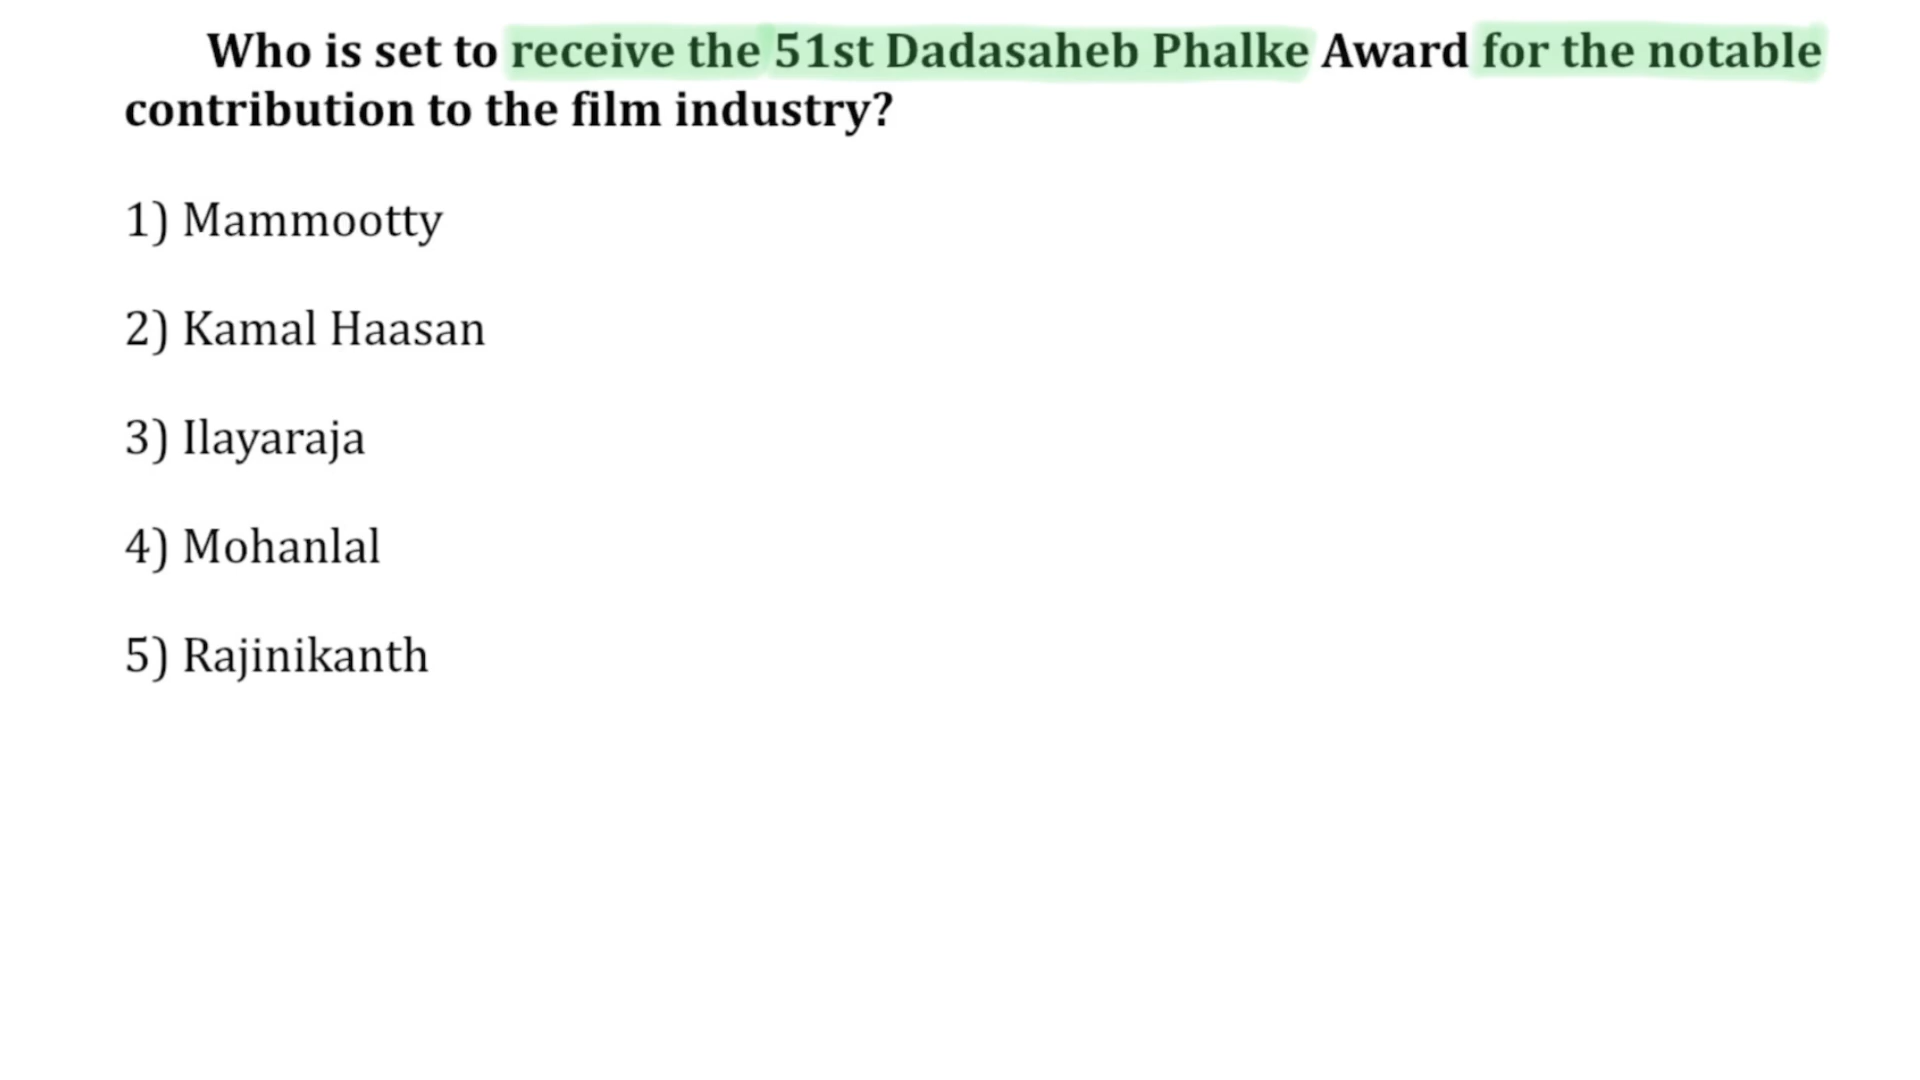 Who is set to receive the 51st Dadasaheb Phalke Award for the notable
contribution to the film industry?
1) Mammootty
2) Kamal Haasan
3) Ilayaraja
4) Mohanlal
5) Rajinikanth